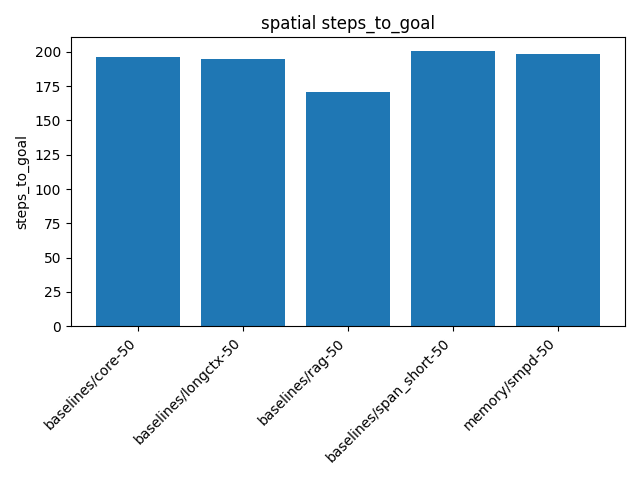 spatial steps_to_goal
steps_to_goal
200
175
150
125
100
75
50
25
0
baselines/core-50
baselines/longctx-50
baselines/rag-50
baselines/span_short-50
memory/smpd-50